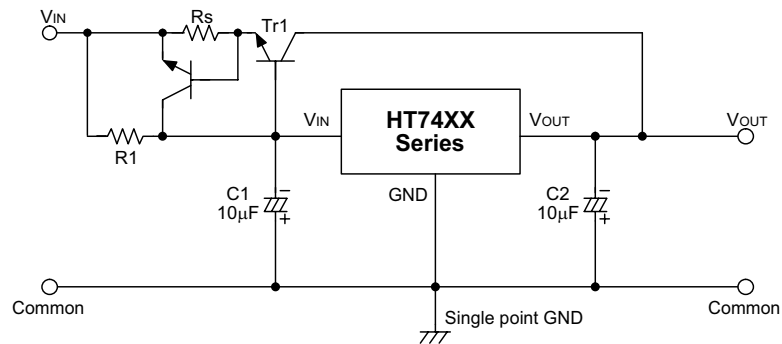 VIN
Rs
Tr1
R1
VIN
HT74XX
Series
VOUT
VOUT
GND
C1
10μF
−
+
C2
10μF
−
+
Common
Common
Single point GND